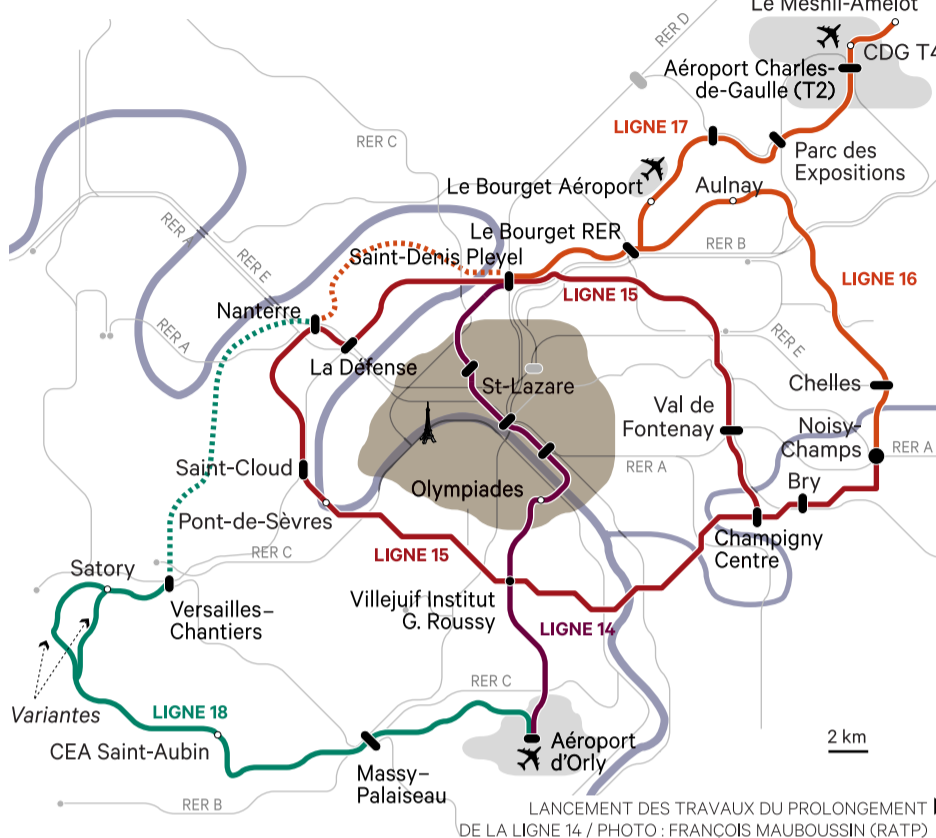 Le Mesnil-Amelot
RER D
CDG T4
Aéroport Charles-
de-Gaulle (T2)
LIGNE 17
RER C
Parc des
Expositions
Le Bourget Aéroport
Aulnay
RER A
Le Bourget RER
RER B
RER E
Saint-Denis Pleyel
LIGNE 16
LIGNE 15
Nanterre
RER A
RER E
La Défense
St-Lazare
Chelles
Val de
Fontenay
Noisy-
Champs
RER A
Saint-Cloud
RER A
Olympiades
Bry
Pont-de-Sèvres
Champigny
Centre
LIGNE 15
RER C
Satory
Versailles–
Chantiers
Villejuif Institut
G. Roussy
LIGNE 14
RER C
Variantes
LIGNE 18
2 km
CEA Saint-Aubin
Aéroport
d'Orly
Massy–
Palaiseau
RER B
LANCEMENT DES TRAVAUX DU PROLONGEMENT
DE LA LIGNE 14 / PHOTO : FRANÇOIS MAUBOUSSIN (RATP)